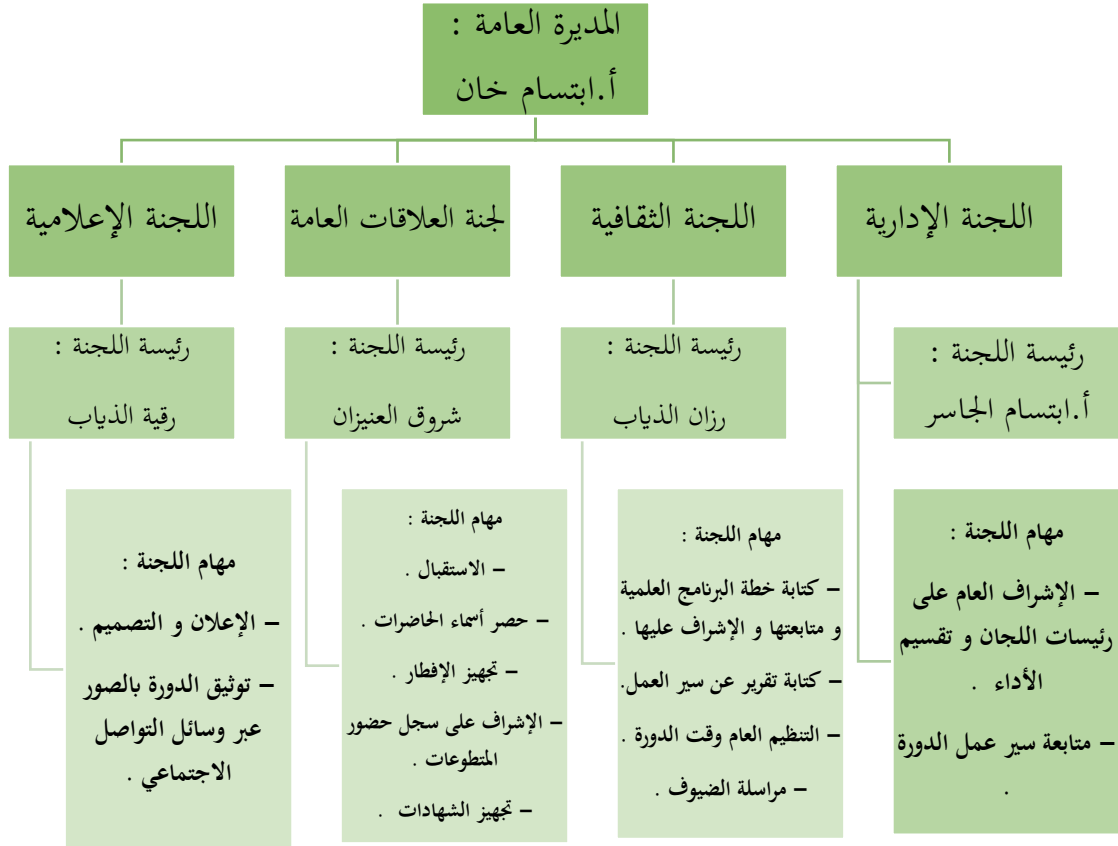 المديرة العامة :
أ.ابتسام خان
اللجنة الإدارية
رئيسة اللجنة :
أ.ابتسام الجاسر
مهام اللجنة :
– الإشراف العام على
رئيسات اللجان و تقسيم
الأداء .
– متابعة سير عمل الدورة
.
اللجنة الثقافية
رئيسة اللجنة :
رزان الذياب
مهام اللجنة :
– كتابة خطة البرنامج العلمية
و متابعتها و الإشراف عليها .
– كتابة تقرير عن سير العمل.
– التنظيم العام وقت الدورة .
– مراسلة الضيوف .
لجنة العلاقات العامة
رئيسة اللجنة :
شروق العنيزان
مهام اللجنة :
– الاستقبال .
– حصر أسماء الحاضرات .
– تجهيز الإفطار .
– الإشراف على سجل حضور
المتطوعات .
– تجهيز الشهادات .
اللجنة الإعلامية
رئيسة اللجنة :
رقية الذياب
مهام اللجنة :
– الإعلان و التصميم .
– توثيق الدورة بالصور
عبر وسائل التواصل
الاجتماعي .